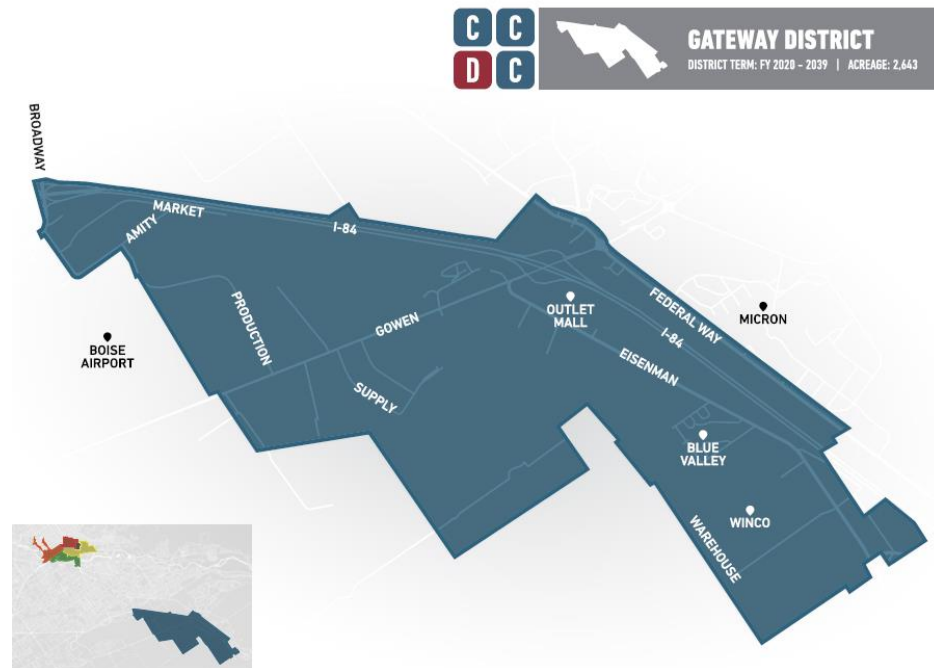 C C
D C
GATEWAY DISTRICT
DISTRICT TERM: FY 2020 - 2039 | ACREAGE: 2,643
BROADWAY
MARKET
AMITY
I-84
PRODUCTION
GOWEN
SUPPLY
BOISE
AIRPORT
OUTLET
MALL
FEDERAL WAY
I-84
MICRON
EISENMAN
BLUE
VALLEY
WINCO
WAREHOUSE